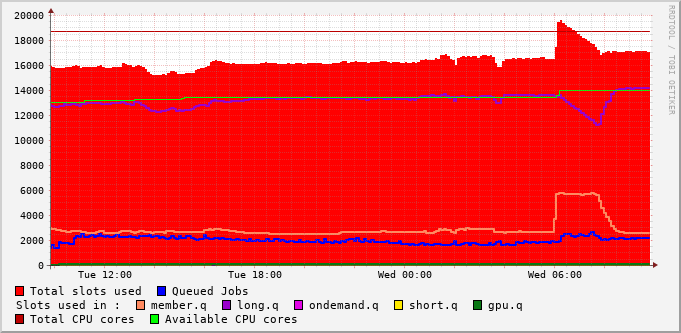 20000
18000
16000
14000
12000
10000
8000
6000
4000
2000
0
Tue 12:00 Tue 18:00 Wed 00:00 Wed 06:00
Total slots used Queued Jobs
Slots used in : member.q long.q ondemand.q short.q gpu.q
Total CPU cores Available CPU cores
RRDTOOL / TOBI OETIKER